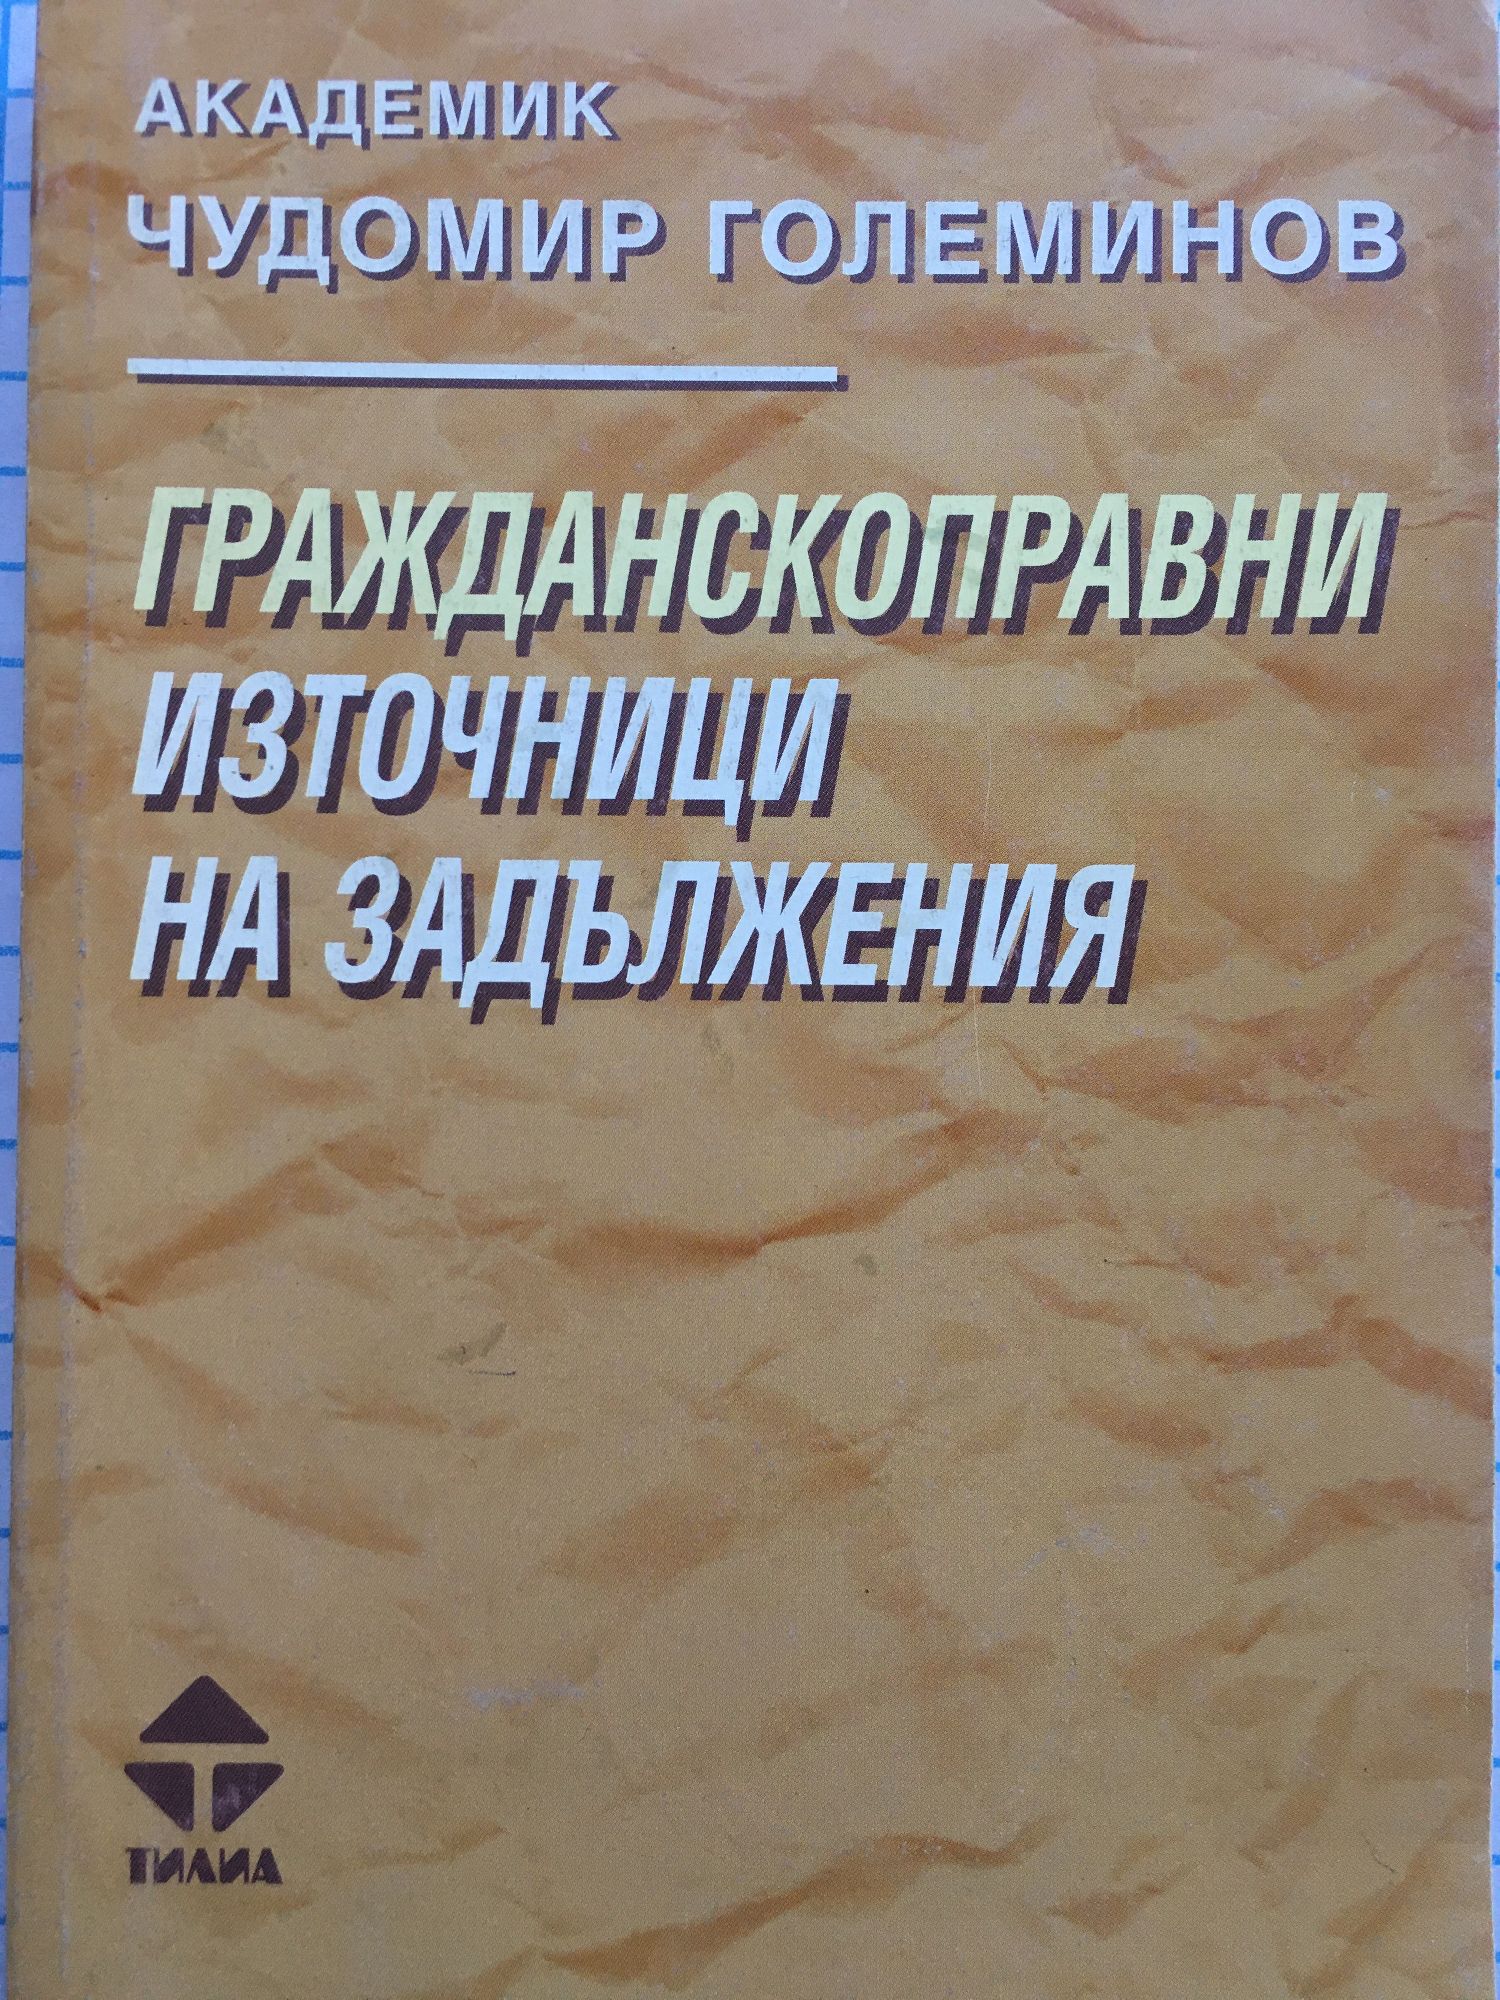 АКАДЕМИК
ЧУДОМИР ГОЛЕМИНОВ
ГРАЖДАНСКОПРАВНИ
ИЗТОЧНИЦИ
НА ЗАДЪЛЖЕНИЯ
ТИЛИА